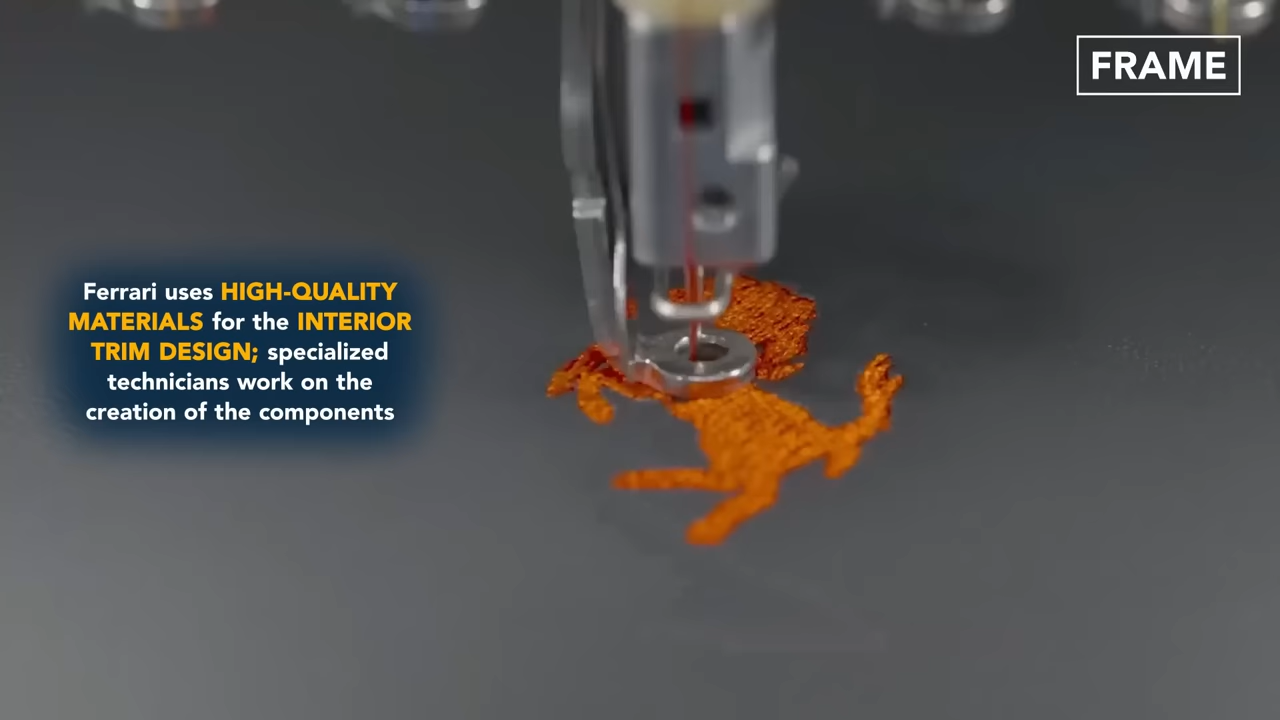 FRAME
Ferrari uses HIGH-QUALITY
MATERIALS for the INTERIOR
TRIM DESIGN; specialized
technicians work on the
creation of the components